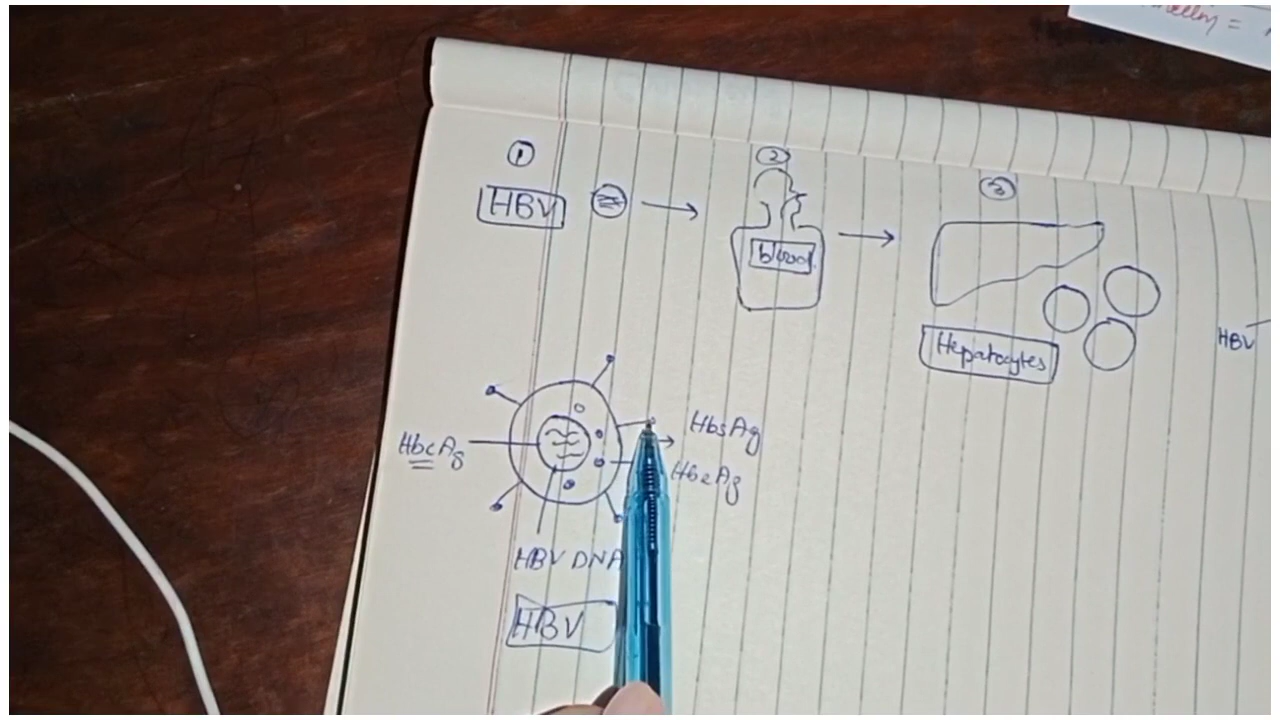 ①
HBV
②
blood
③
Hepatocytes
HBV
HbsAg
HbcAg
HbeAg
HBV DNA
HBV